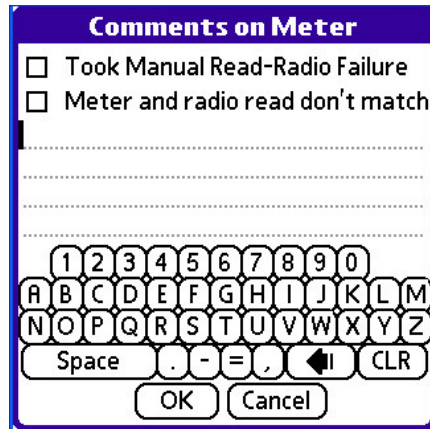 Comments on Meter
Took Manual Read-Radio Failure
Meter and radio read don't match
1 2 3 4 5 6 7 8 9 0
A B C D E F G H I J K L M
N O P Q R S T U V W X Y Z
Space . - = , CLR
OK Cancel